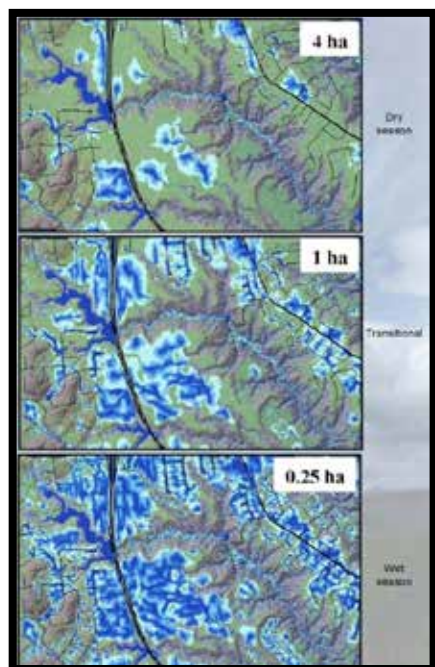 4 ha
Dry
season
1 ha
Transitional
0.25 ha
Wet
season